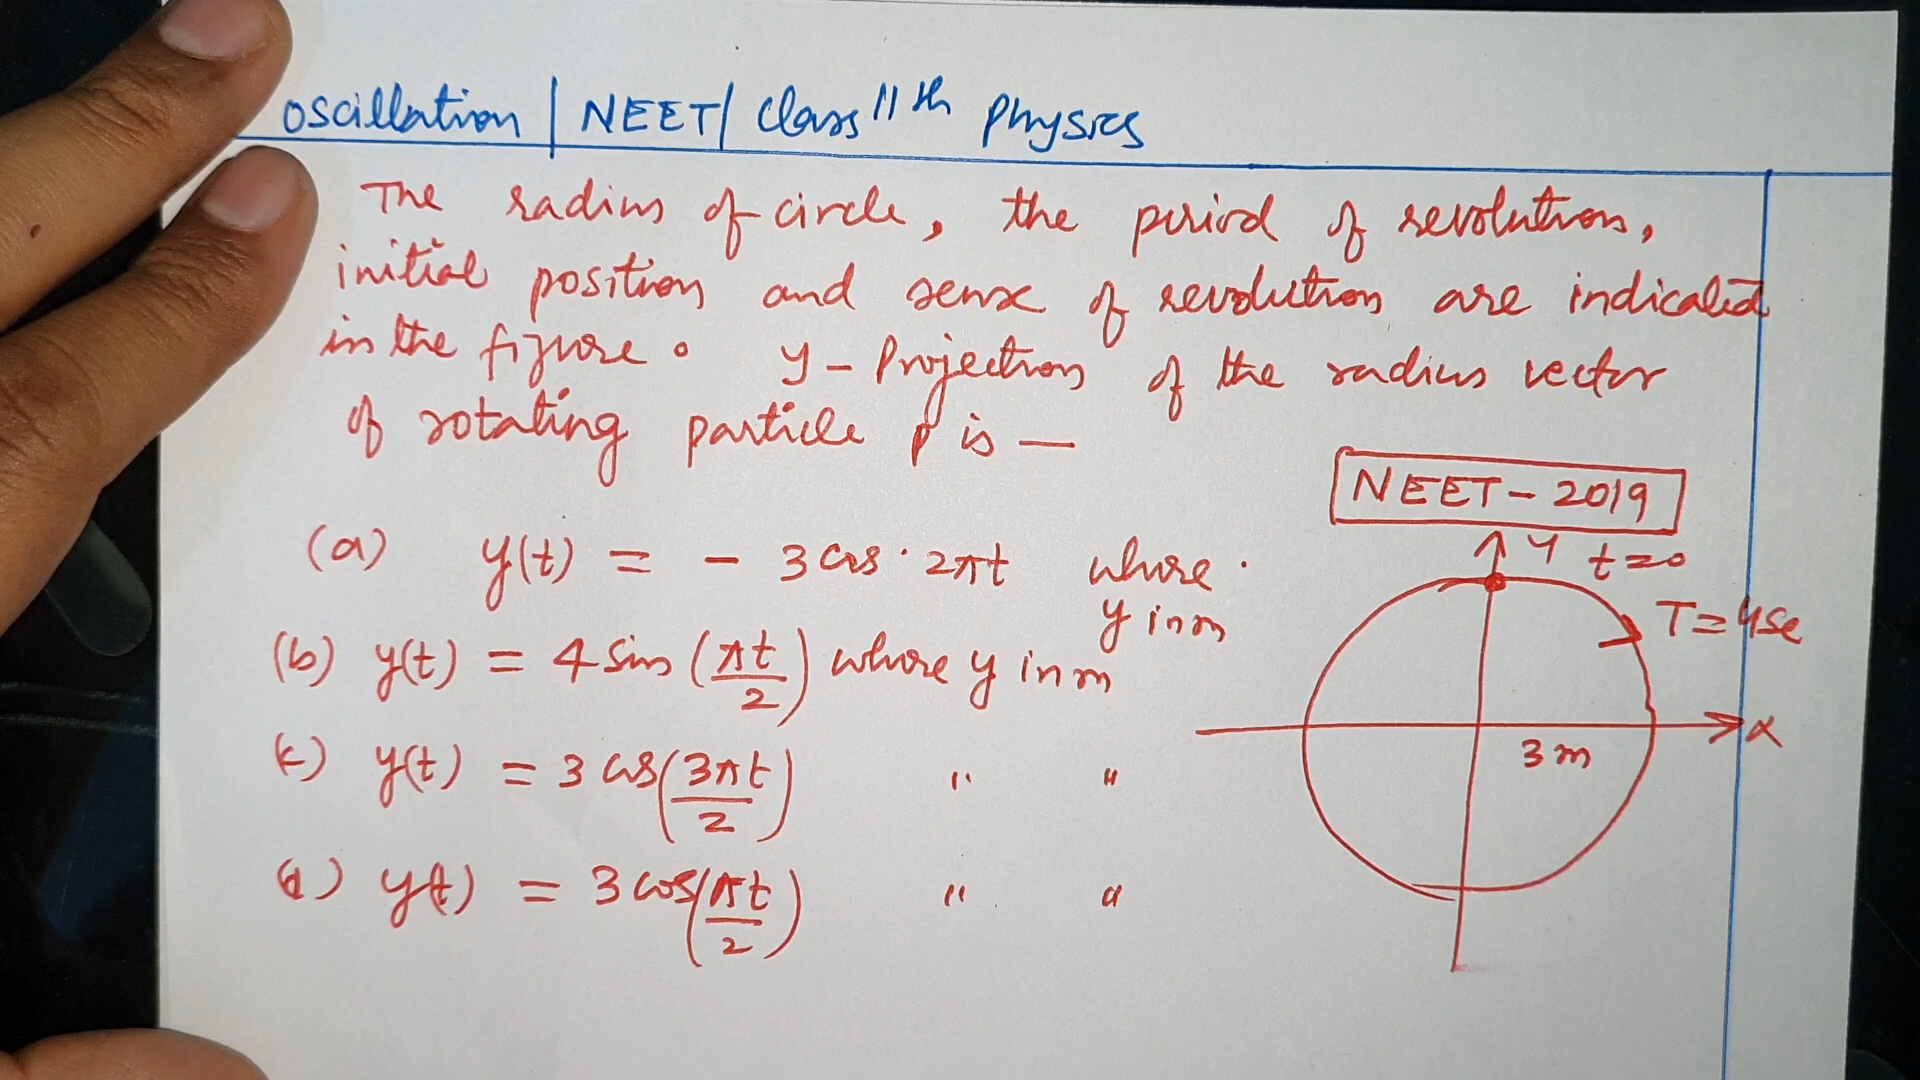 oscillation | NEET | Class 11th Physics
The radius of circle, the period of revolution,
initial position and sense of revolution are indicated
in the figure. y - Projection of the radius vector
of rotating particle P is —
NEET - 2019
(a) y(t) = - 3 cos 2πt where
y in m
(b) y(t) = 4 sin (πt/2) where y in m
(c) y(t) = 3 cos (3πt/2) " "
(d) y(t) = 3 cos (πt/2) " "
Y t=0
T=4se
x
3m